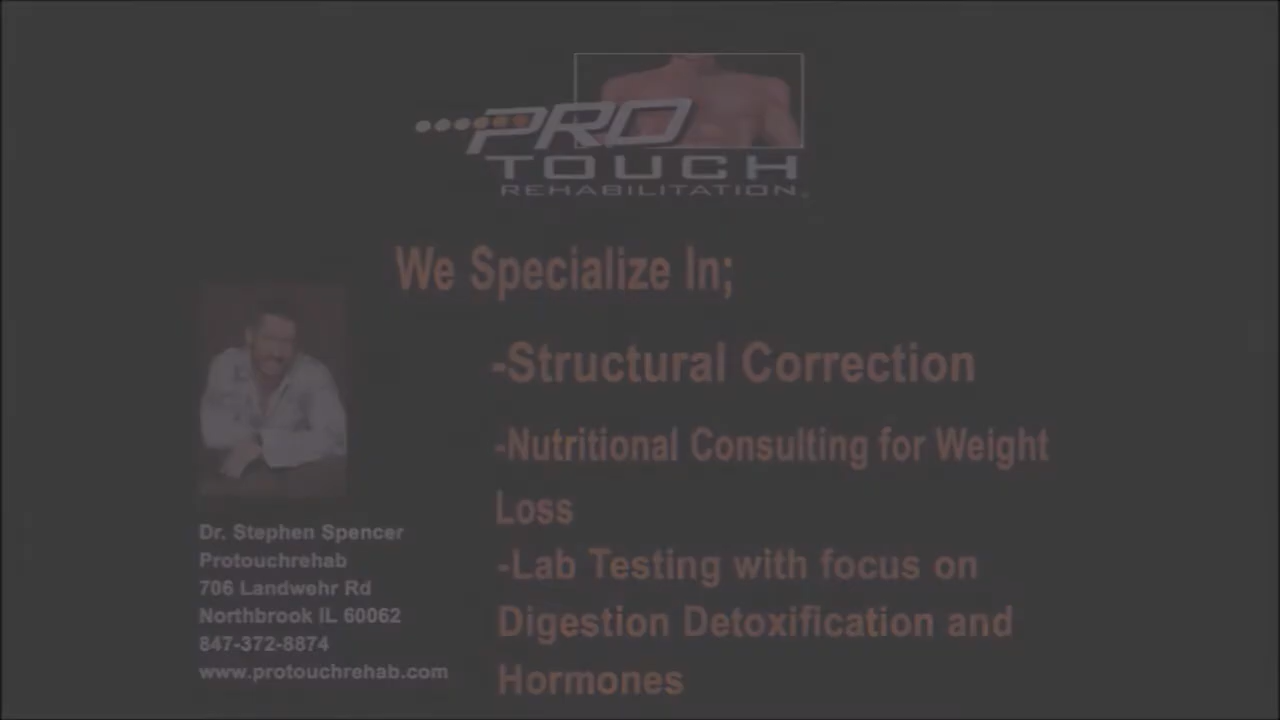 PRO
TOUCH
REHABILITATION
We Specialize In;
-Structural Correction
-Nutritional Consulting for Weight
Loss
-Lab Testing with focus on
Digestion Detoxification and
Hormones
Dr. Stephen Spencer
Protouchrehab
706 Landwehr Rd
Northbrook IL 60062
847-372-8874
www.protouchrehab.com